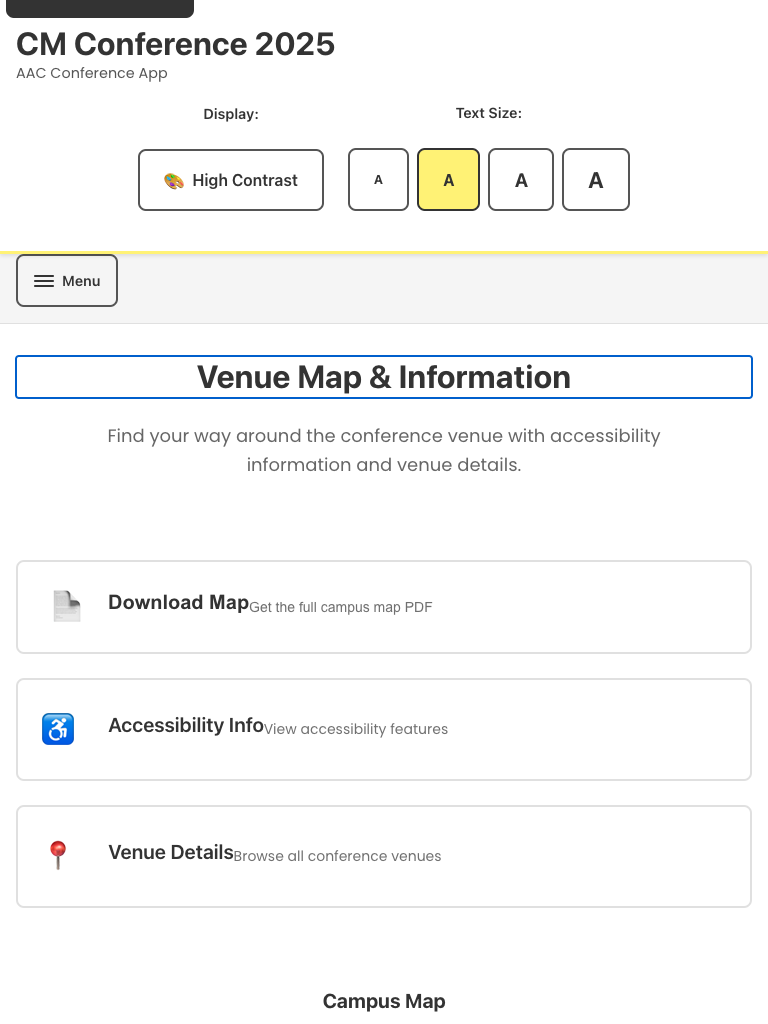 CM Conference 2025
AAC Conference App
Display:
Text Size:
High Contrast
A
A
A
A
Menu
Venue Map & Information
Find your way around the conference venue with accessibility
information and venue details.
Download Map Get the full campus map PDF
Accessibility Info View accessibility features
Venue Details Browse all conference venues
Campus Map